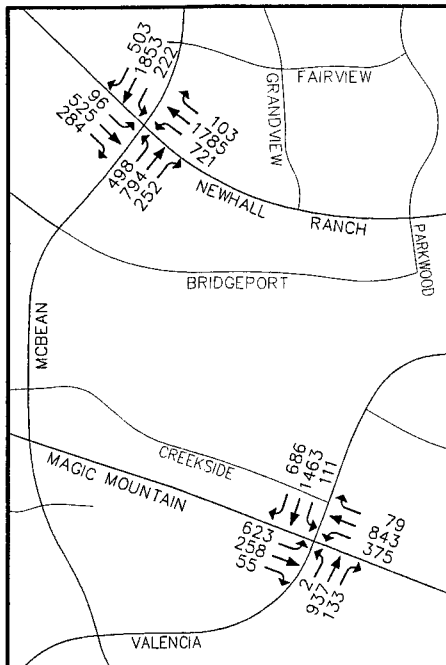 503
1853
222
96
525
284
103
1785
721
498
794
252
FAIRVIEW
GRANDVIEW
NEWHALL
RANCH
PARKWOOD
BRIDGEPORT
MCBEAN
CREEKSIDE
MAGIC MOUNTAIN
686
1463
111
79
843
375
623
258
55
2
937
133
VALENCIA